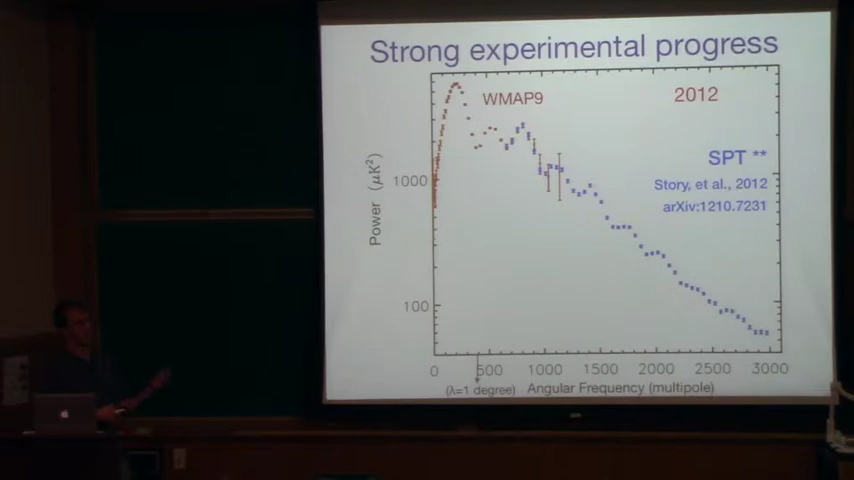 Strong experimental progress
WMAP9
2012
SPT **
Story, et al., 2012
arXiv:1210.7231
Power (μK²)
1000
100
0 500 1000 1500 2000 2500 3000
(λ=1 degree) Angular Frequency (multipole)